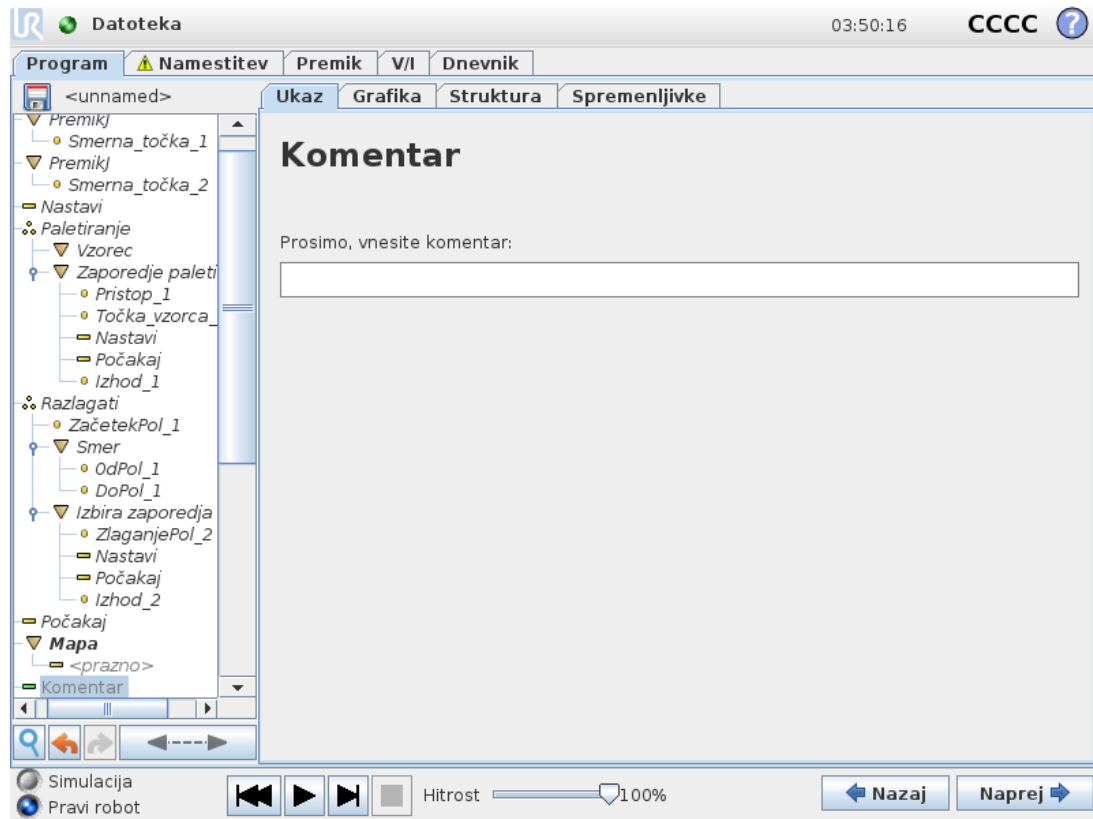 UR Datoteka 03:50:16 CCCC ?
Program Namestitev Premik V/I Dnevnik
<unnamed> Ukaz Grafika Struktura Spremenljivke
PremikJ
Smerna_točka_1
PremikJ
Smerna_točka_2
Nastavi
Paletiranje
Vzorec
Zaporedje paleti
Pristop_1
Točka_vzorca_
Nastavi
Počakaj
Izhod_1
Razlagati
ZačetekPol_1
Smer
OdPol_1
DoPol_1
Izbira zaporedja
ZlaganjePol_2
Nastavi
Počakaj
Izhod_2
Počakaj
Mapa
<prazno>
Komentar
Komentar
Prosimo, vnesite komentar:
Simulacija
Pravi robot
Hitrost 100%
Nazaj Naprej